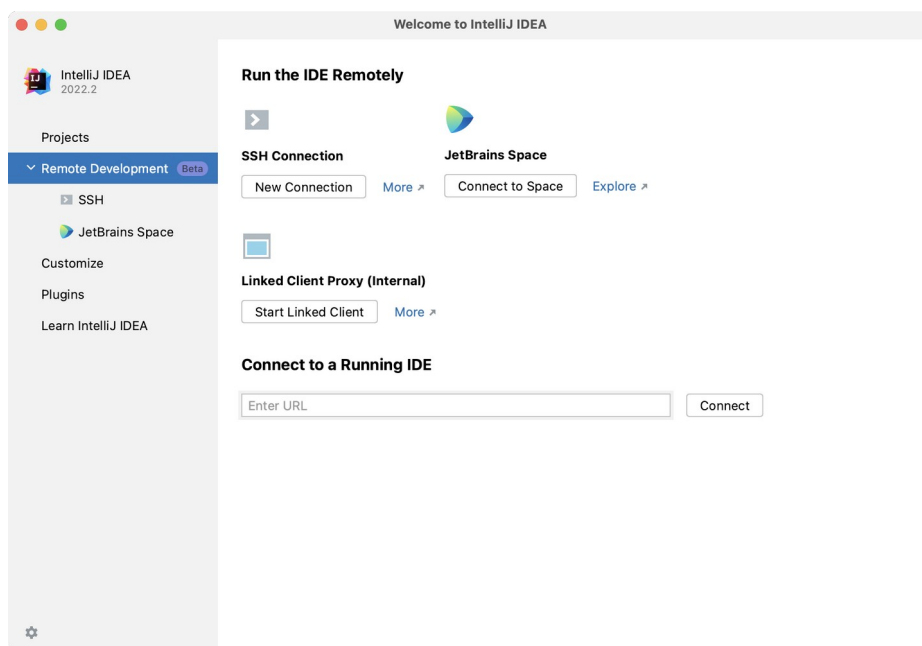 Welcome to IntelliJ IDEA
IntelliJ IDEA
2022.2
Projects
Remote Development Beta
SSH
JetBrains Space
Customize
Plugins
Learn IntelliJ IDEA
Run the IDE Remotely
SSH Connection
New Connection More
JetBrains Space
Connect to Space Explore
Linked Client Proxy (Internal)
Start Linked Client More
Connect to a Running IDE
Enter URL Connect